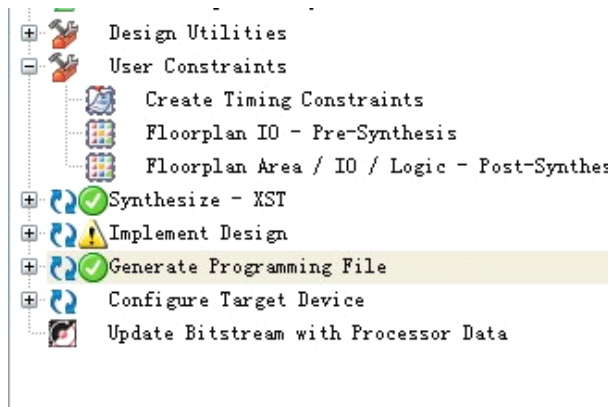 Design Utilities
User Constraints
Create Timing Constraints
Floorplan IO - Pre-Synthesis
Floorplan Area / IO / Logic - Post-Synthes
Synthesize - XST
Implement Design
Generate Programming File
Configure Target Device
Update Bitstream with Processor Data